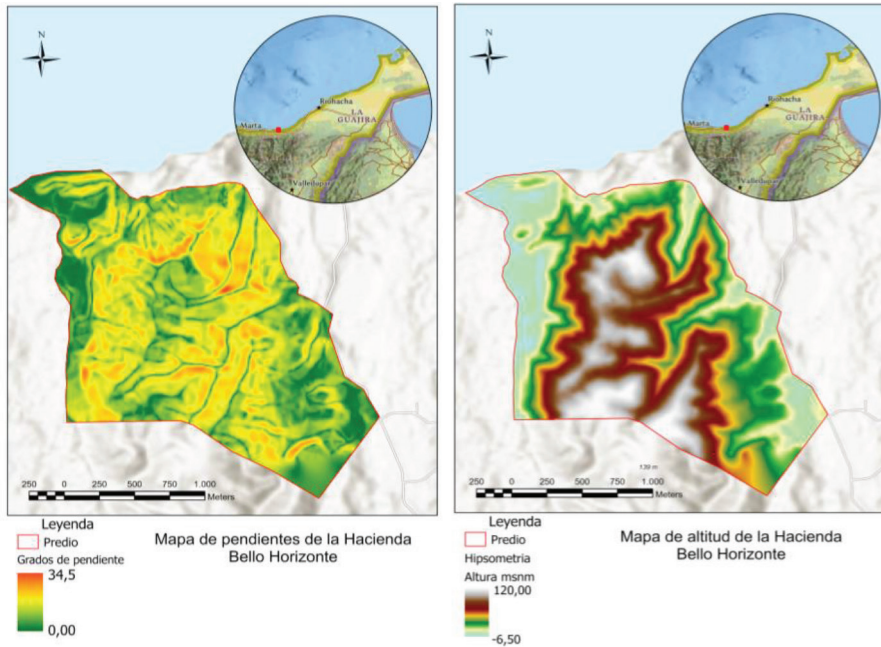 N
Riohacha
LA
GUAJIRA
Marta
Valledupar
250 0 250 500 750 1.000
Meters
Leyenda
Predio
Grados de pendiente
34,5
0,00
Mapa de pendientes de la Hacienda
Bello Horizonte
N
Riohacha
LA
GUAJIRA
Marta
Valledupar
139 m
250 0 250 500 750 1.000
Meters
Leyenda
Predio
Hipsometría
Altura msnm
120,00
-6,50
Mapa de altitud de la Hacienda
Bello Horizonte